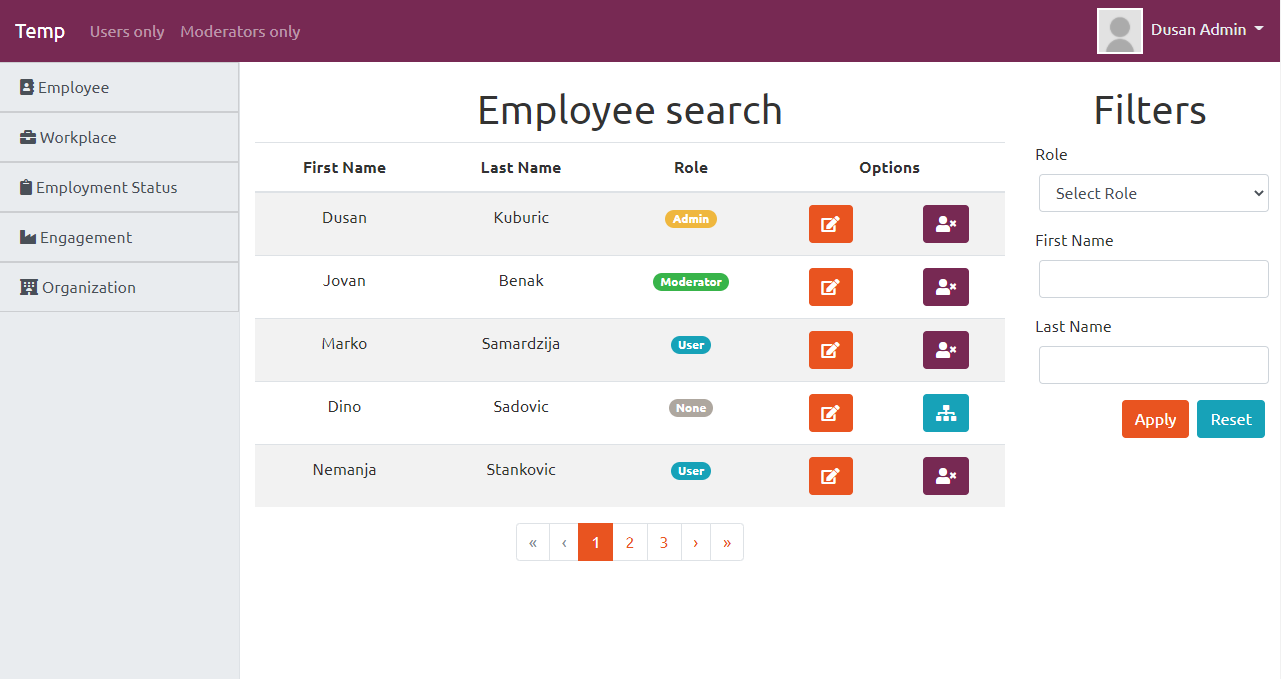 Temp Users only Moderators only Dusan Admin
Employee
Workplace
Employment Status
Engagement
Organization
Employee search
First Name Last Name Role Options
Dusan Kuburic Admin
Jovan Benak Moderator
Marko Samardzija User
Dino Sadovic None
Nemanja Stankovic User
« ‹ 1 2 3 › »
Filters
Role
Select Role
First Name
Last Name
Apply Reset